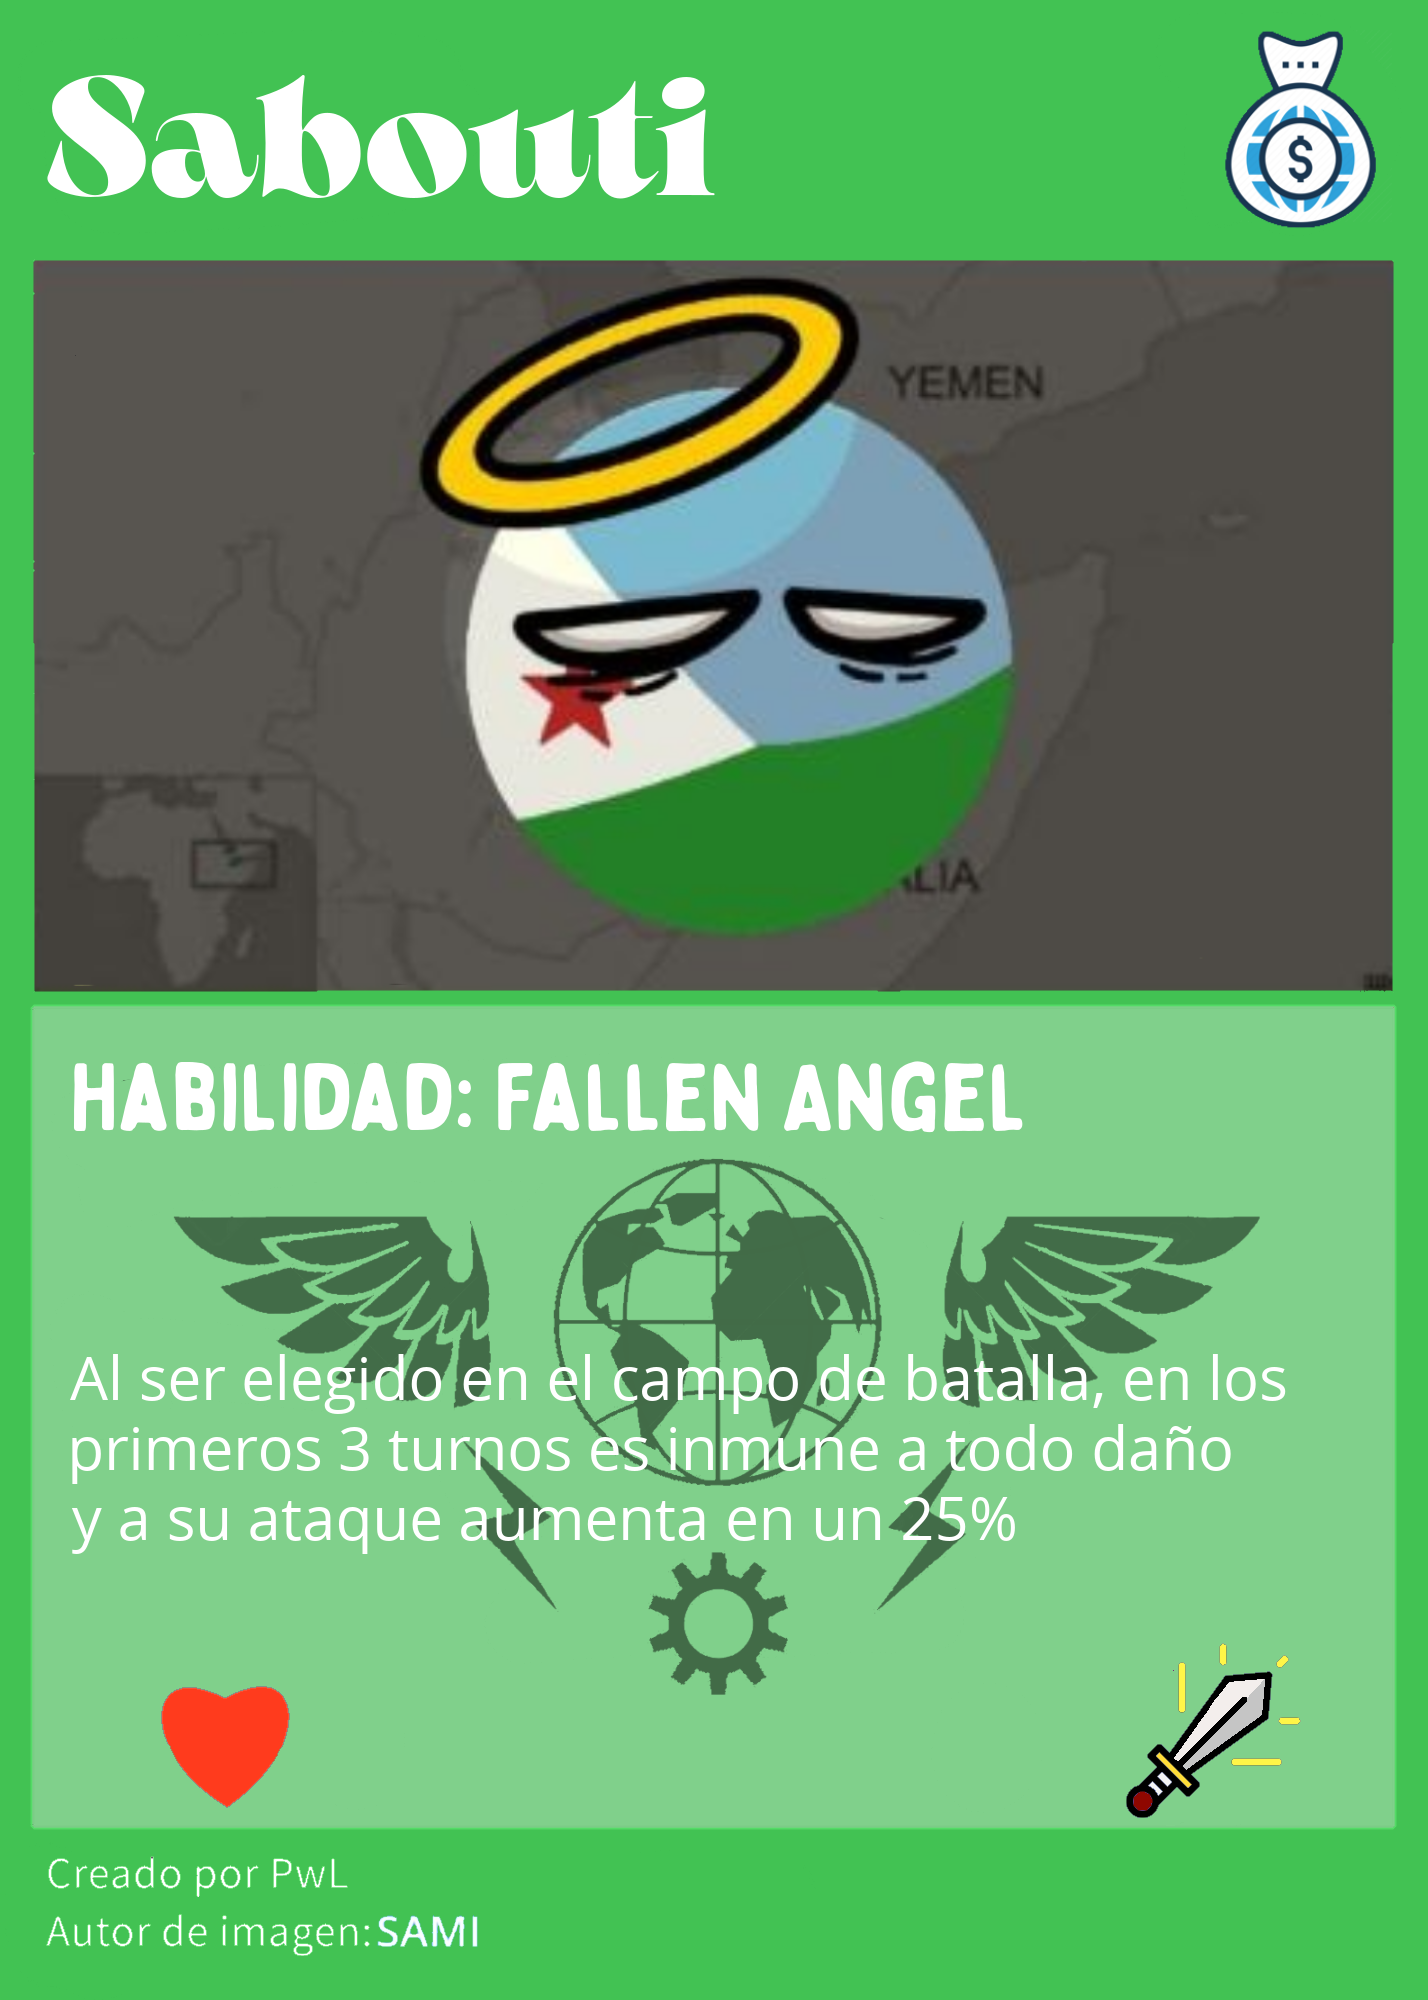 Sabouti
$
YEMEN
ALIA
HABILIDAD: FALLEN ANGEL
Al ser elegido en el campo de batalla, en los
primeros 3 turnos es inmune a todo daño
y a su ataque aumenta en un 25%
Creado por PwL
Autor de imagen: SAMI